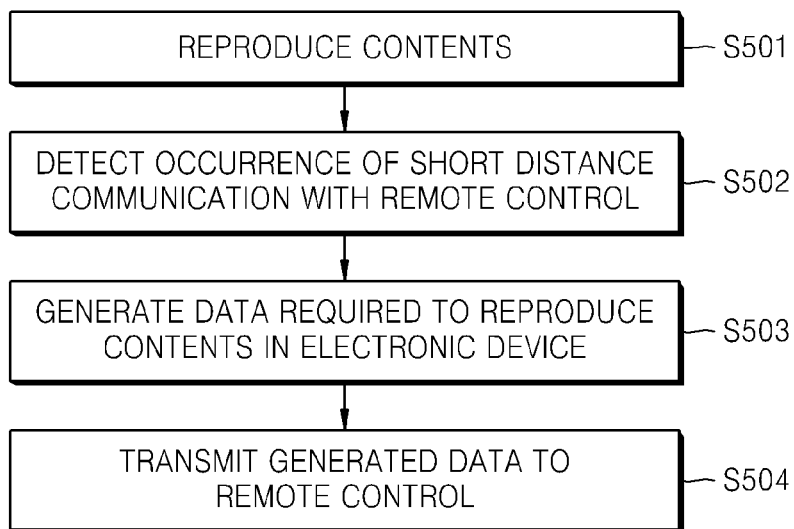 REPRODUCE CONTENTS
S501
DETECT OCCURRENCE OF SHORT DISTANCE
COMMUNICATION WITH REMOTE CONTROL
S502
GENERATE DATA REQUIRED TO REPRODUCE
CONTENTS IN ELECTRONIC DEVICE
S503
TRANSMIT GENERATED DATA TO
REMOTE CONTROL
S504